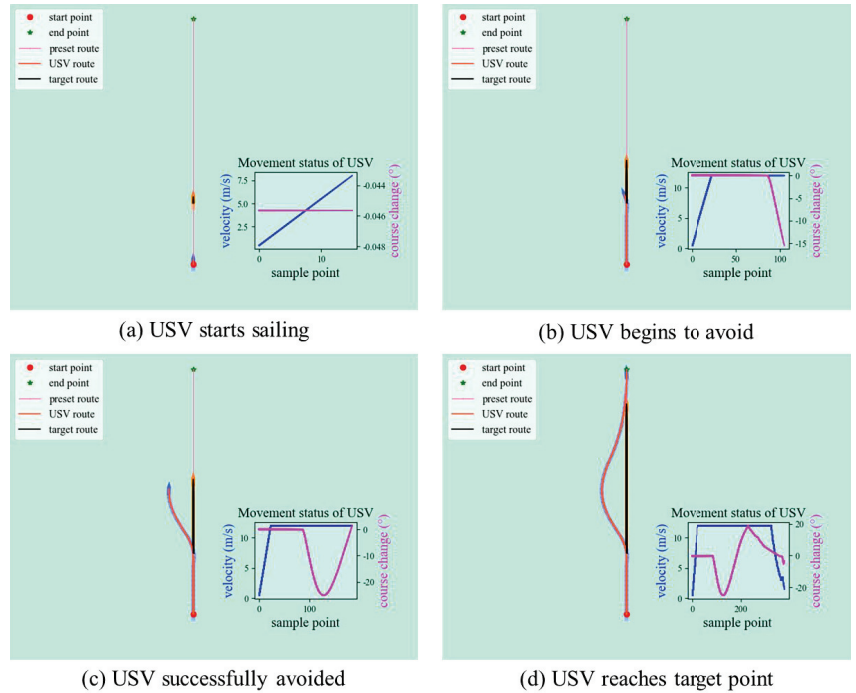 start point
end point
preset route
USV route
target route
Movement status of USV
velocity (m/s)
7.5
5.0
2.5
-0.044
-0.046
-0.048
course change (°)
0
10
sample point
(a) USV starts sailing
start point
end point
preset route
USV route
target route
Movement status of USV
velocity (m/s)
10
5
0
0
-5
-10
-15
course change (°)
0
50
100
sample point
(b) USV begins to avoid
start point
end point
preset route
USV route
target route
Movement status of USV
velocity (m/s)
10
5
0
0
-10
-20
course change (°)
0
100
sample point
(c) USV successfully avoided
start point
end point
preset route
USV route
target route
Movement status of USV
velocity (m/s)
10
5
0
20
0
-20
course change (°)
0
200
sample point
(d) USV reaches target point